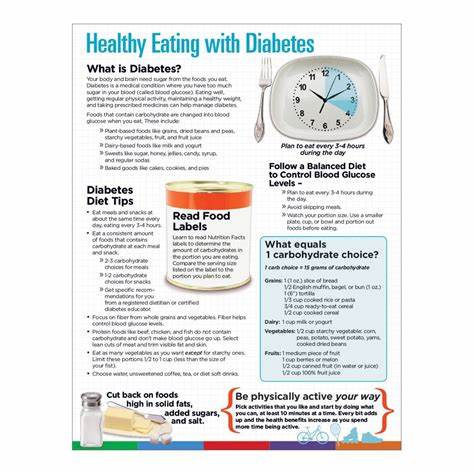 Healthy Eating with Diabetes
What is Diabetes?
Your body and brain need sugar from the foods you eat.
Diabetes is a medical condition where you have too much
sugar in your blood (called blood glucose). Eating well,
getting regular physical activity, maintaining a healthy weight,
and taking prescribed medicines can help manage diabetes.
Foods that contain carbohydrate are changed into blood
glucose when you eat. These include:
» Plant-based foods like grains, dried beans and peas,
starchy vegetables, fruit, and fruit juice
» Dairy-based foods like milk and yogurt
» Sweets like sugar, honey, jellies, candy, syrup,
and regular sodas
» Baked goods like cakes, cookies, and pies
12
1
2
3
4
5
6
7
8
9
10
11
Plan to eat every 3-4 hours
during the day
Follow a Balanced Diet
to Control Blood Glucose
Levels –
» Plan to eat every 3-4 hours during the
day.
» Avoid skipping meals.
» Watch your portion size. Use a smaller
plate, cup, or bowl and portion out
foods before eating.
Diabetes
Diet Tips
» Eat meals and snacks at
about the same time every
day, eating every 3-4 hours.
» Eat a consistent amount
of foods that contain
carbohydrate at each meal
and snack
» 2-3 carbohydrate
choices for meals
» 1-2 carbohydrate
choices for snacks
» Get specific recom-
mendations for you
from a registered dietitian or certified
diabetes educator.
» Focus on fiber from whole grains and vegetables. Fiber helps
control blood glucose levels.
» Protein foods like beef, chicken, and fish do not contain
carbohydrate and don't make blood glucose go up. Select
lean cuts of meat and trim visible fat and skin.
» Eat as many vegetables as you want except for starchy ones.
Limit these portions 1/2 to 1 cup (less than the size of
your fist).
» Choose water, unsweetened coffee, tea, or diet soft drinks.
Read Food
Labels
Learn to read Nutrition Facts
labels to determine the
amount of carbohydrates in
the portion you are eating.
Compare the serving size
listed on the label to the
portion you plan to eat.
What equals
1 carbohydrate choice?
1 carb choice = 15 grams of carbohydrate
Grains: 1 (1 oz.) slice of bread
1/2 English muffin, bagel, or bun (1 oz.)
1 (6") tortilla
1/3 cup cooked rice or pasta
3/4 cup ready-to-eat cereal
1/2 cup cooked cereal
Dairy: 1 cup milk or yogurt
Vegetables: 1/2 cup starchy vegetable: corn,
peas, potato, sweet potato, yams,
cooked dried beans
Fruits: 1 medium piece of fruit
1 cup berries or melon
1/2 cup canned fruit (in water or juice)
1/2 cup 100% fruit juice
Cut back on foods
high in solid fats,
added sugars,
and salt.
Be physically active your way
Pick activities that you like and start by doing what
you can, at least 10 minutes at a time. Every bit adds
up and the health benefits increase as you spend
more time being active.